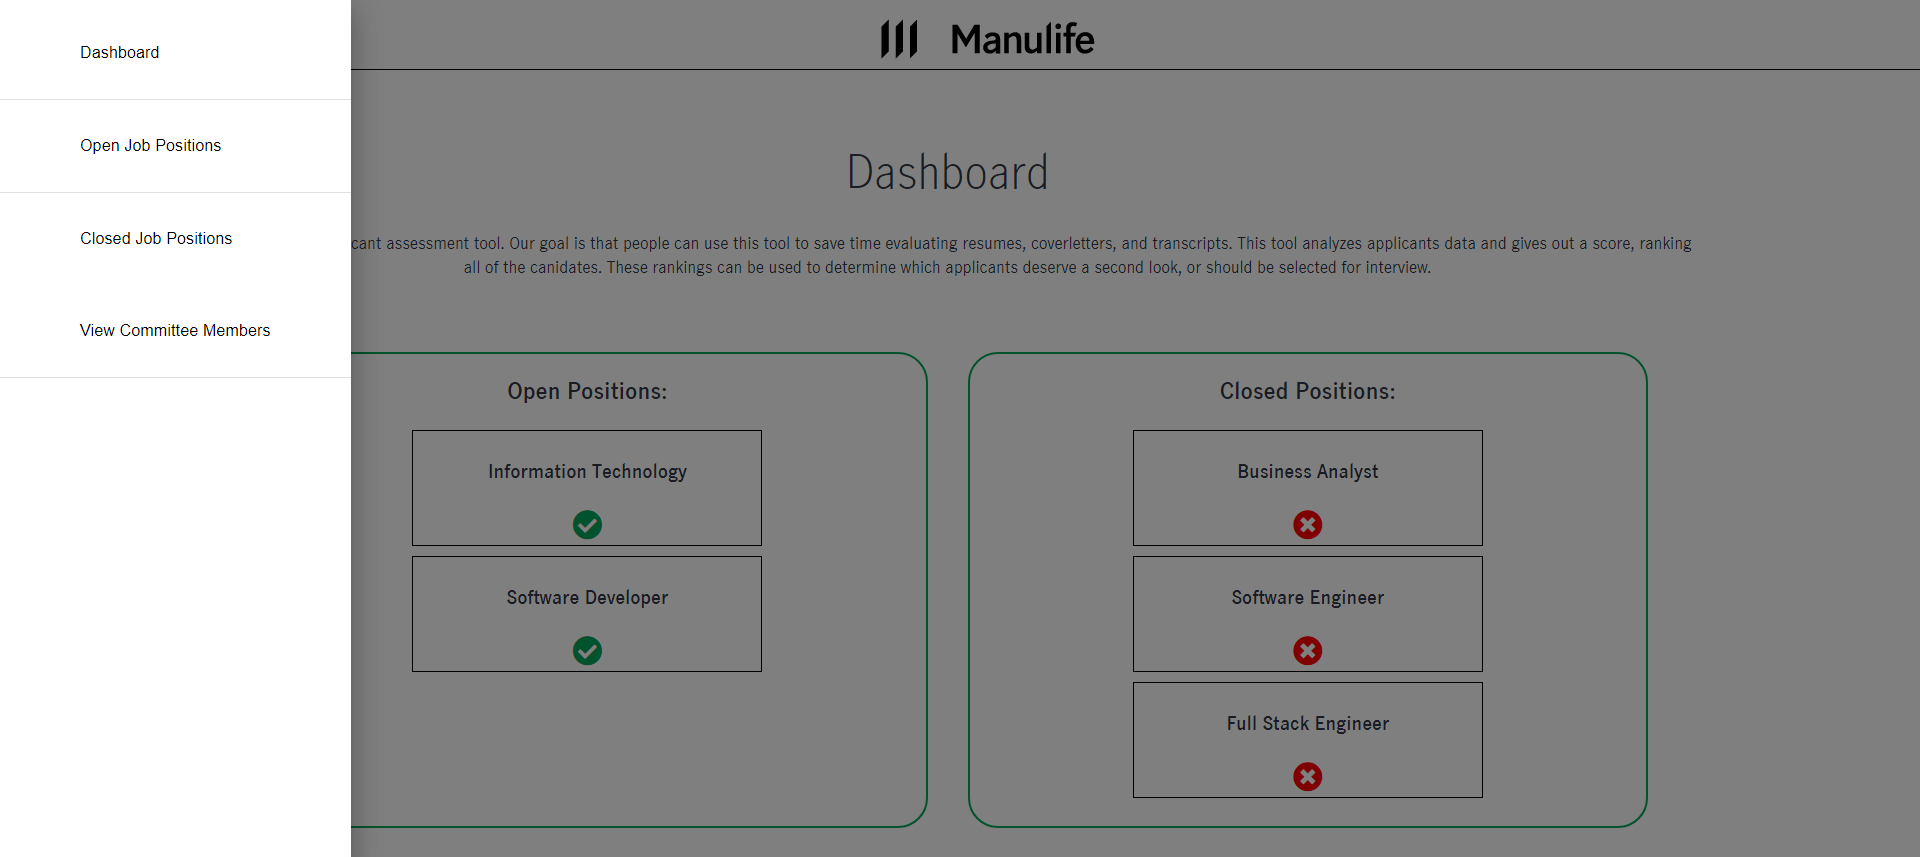 Dashboard
Open Job Positions
Closed Job Positions
View Committee Members
Manulife
Dashboard
assessment tool. Our goal is that people can use this tool to save time evaluating resumes, coverletters, and transcripts. This tool analyzes applicants data and gives out a score, ranking
all of the canidates. These rankings can be used to determine which applicants deserve a second look, or should be selected for interview.
Open Positions:
Information Technology
Software Developer
Closed Positions:
Business Analyst
Software Engineer
Full Stack Engineer